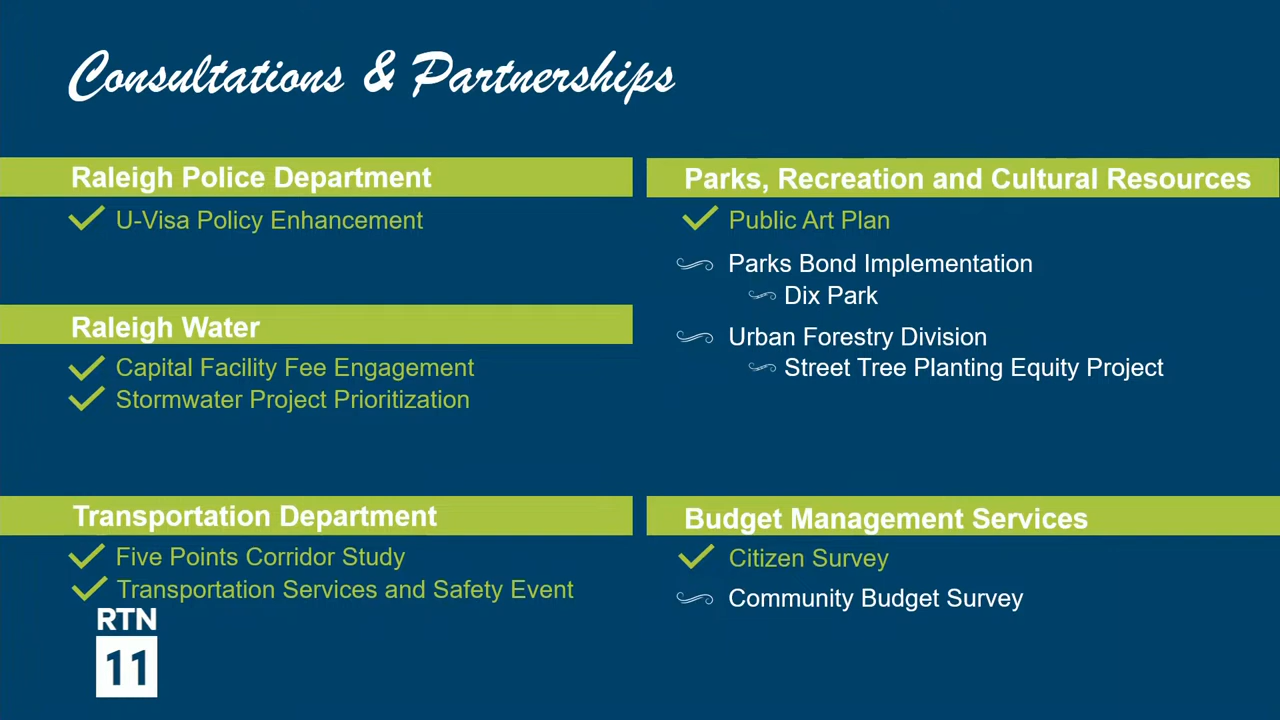 Consultations & Partnerships
Raleigh Police Department
U-Visa Policy Enhancement
Raleigh Water
Capital Facility Fee Engagement
Stormwater Project Prioritization
Transportation Department
Five Points Corridor Study
Transportation Services and Safety Event
Parks, Recreation and Cultural Resources
Public Art Plan
Parks Bond Implementation
Dix Park
Urban Forestry Division
Street Tree Planting Equity Project
Budget Management Services
Citizen Survey
Community Budget Survey
RTN
11